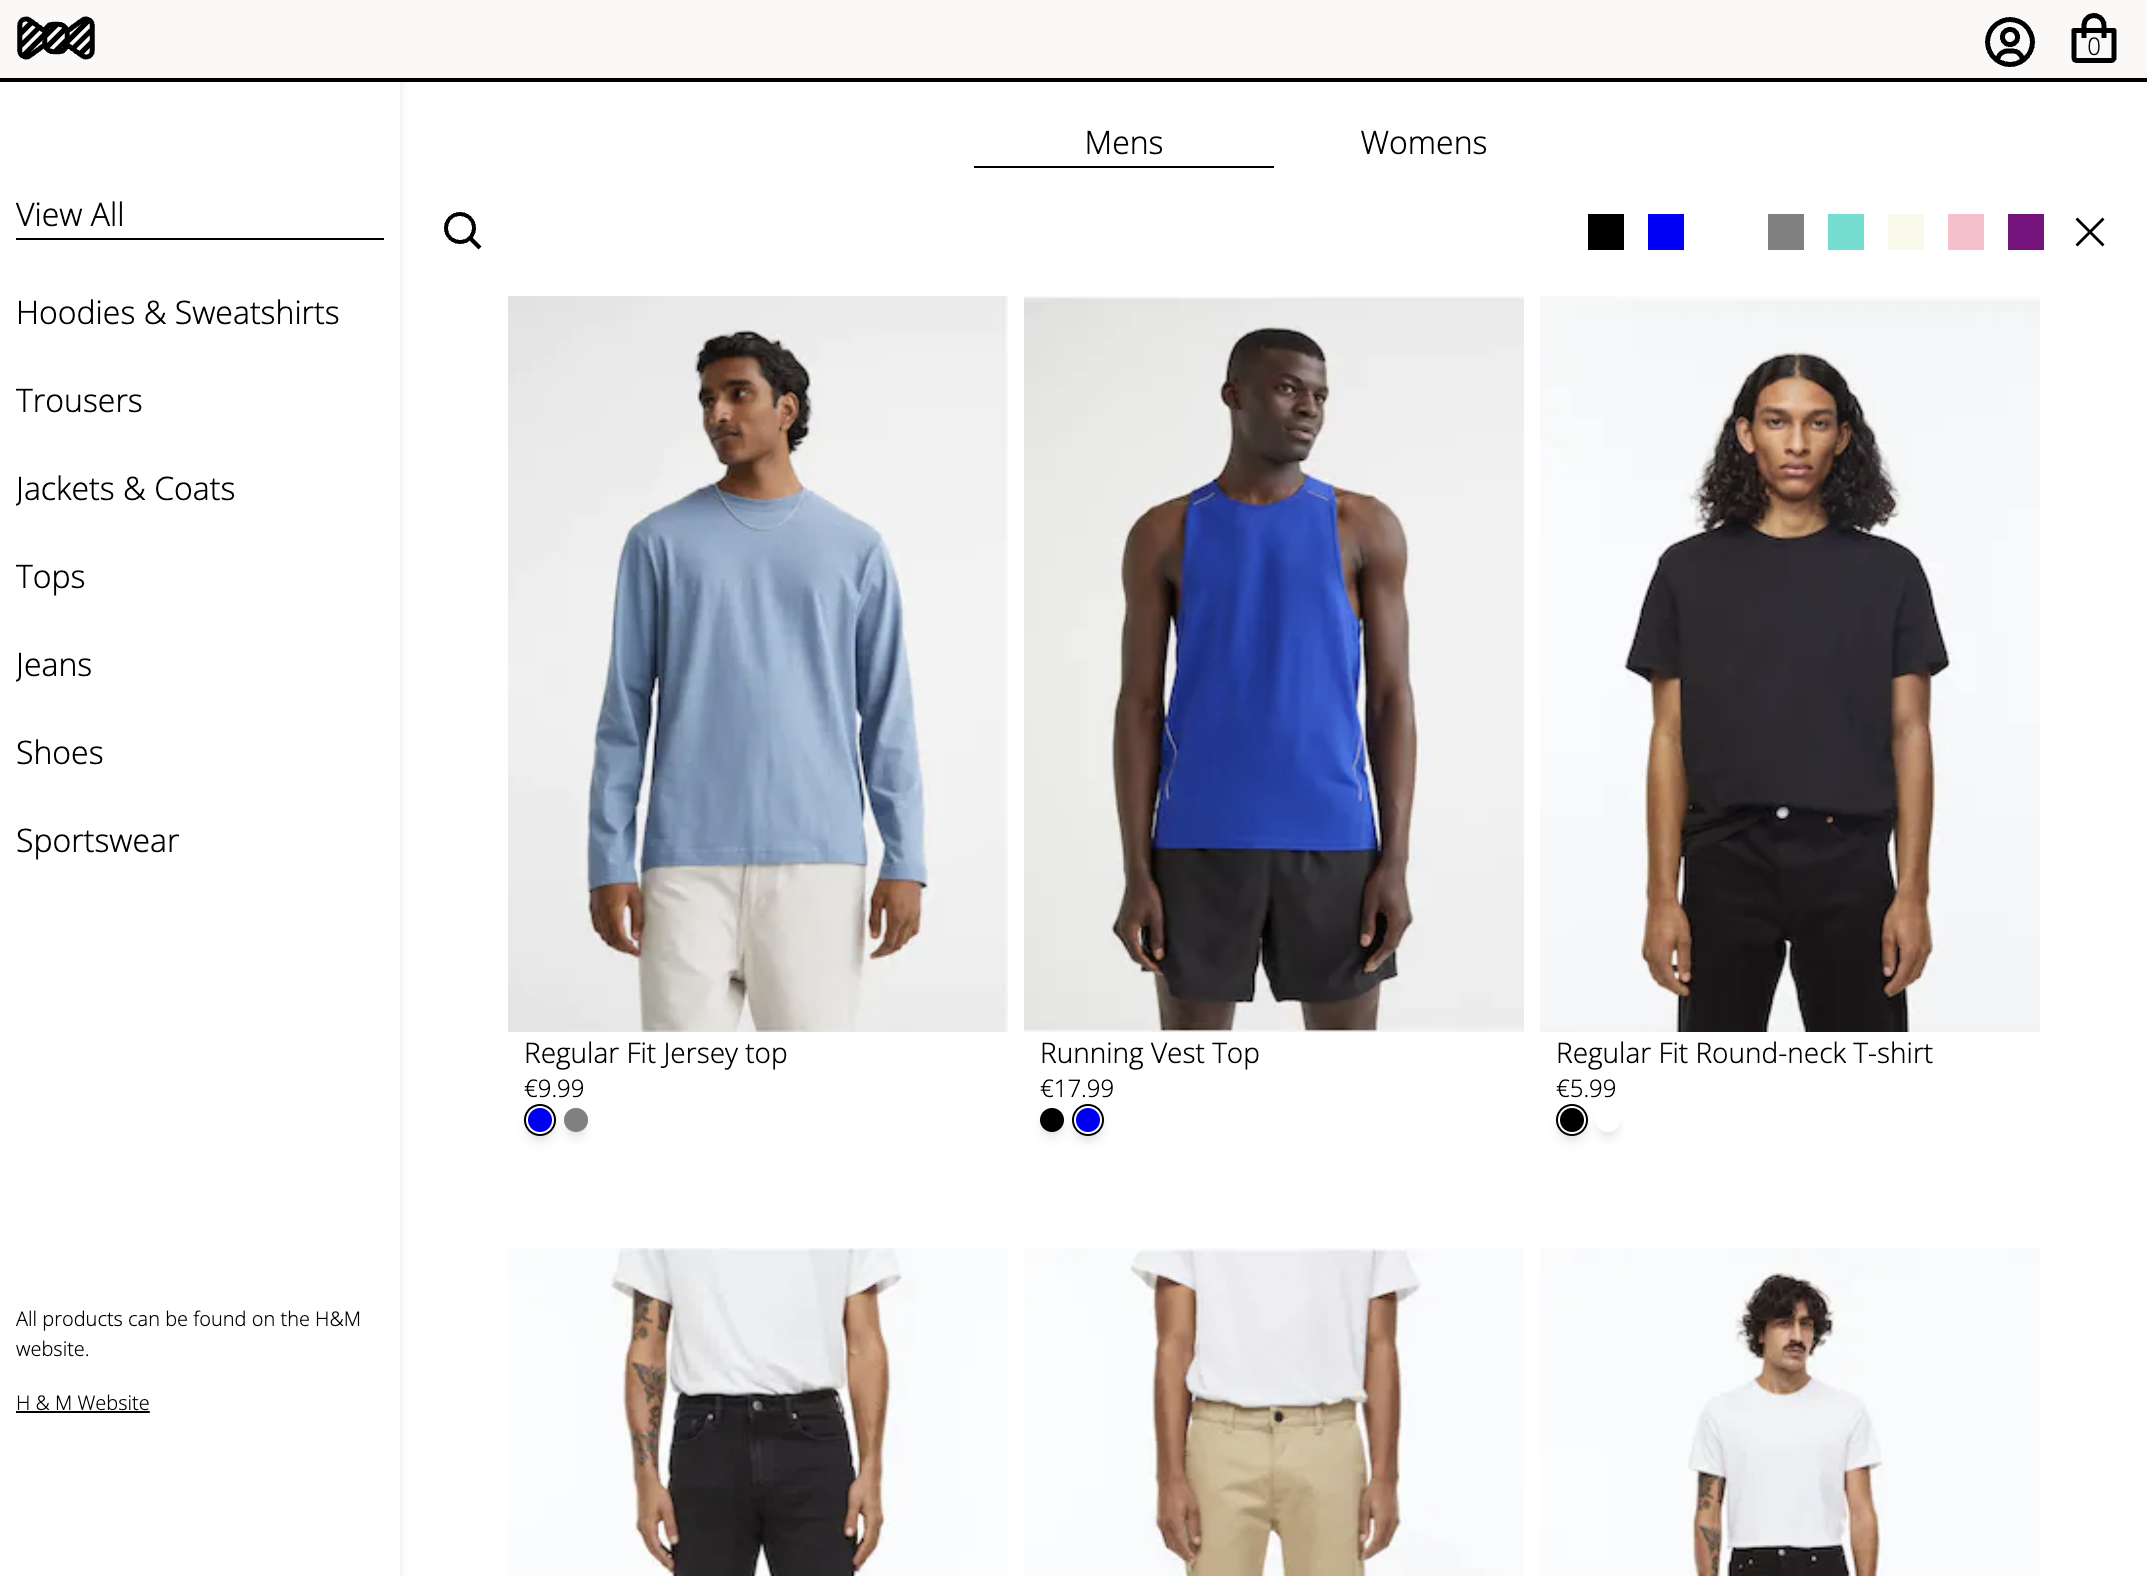 0
Mens
Womens
View All
Hoodies & Sweatshirts
Trousers
Jackets & Coats
Tops
Jeans
Shoes
Sportswear
Regular Fit Jersey top
€9.99
Running Vest Top
€17.99
Regular Fit Round-neck T-shirt
€5.99
All products can be found on the H&M
website.
H & M Website